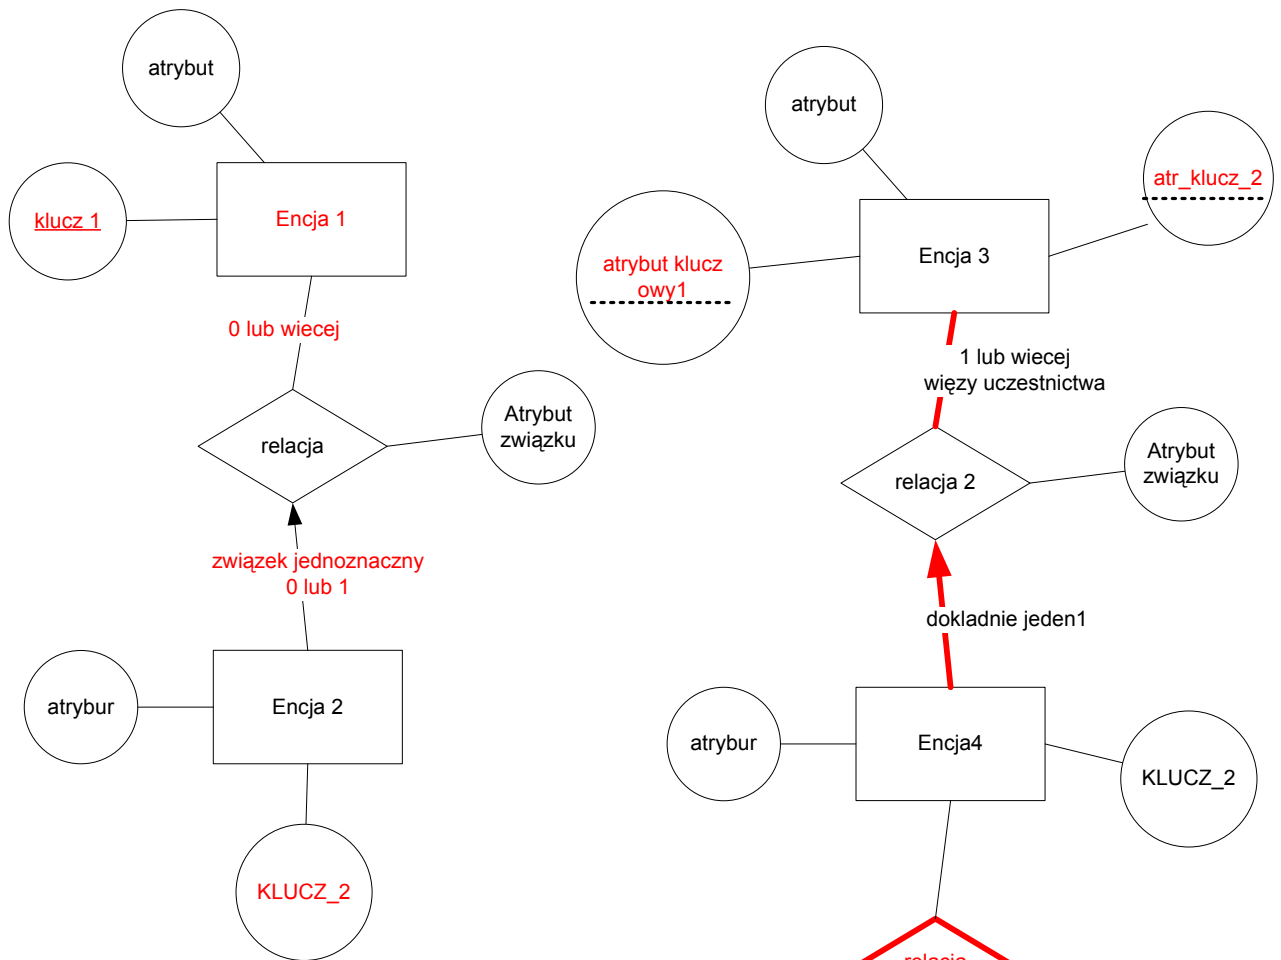 atrybut
klucz 1
Encja 1
0 lub wiecej
relacja
Atrybut
związku
związek jednoznaczny
0 lub 1
atrybur
Encja 2
KLUCZ_2
atrybut
atr_klucz_2
atrybut klucz
owy1
Encja 3
1 lub wiecej
więzy uczestnictwa
relacja 2
Atrybut
związku
dokladnie jeden1
atrybur
Encja4
KLUCZ_2
relacja